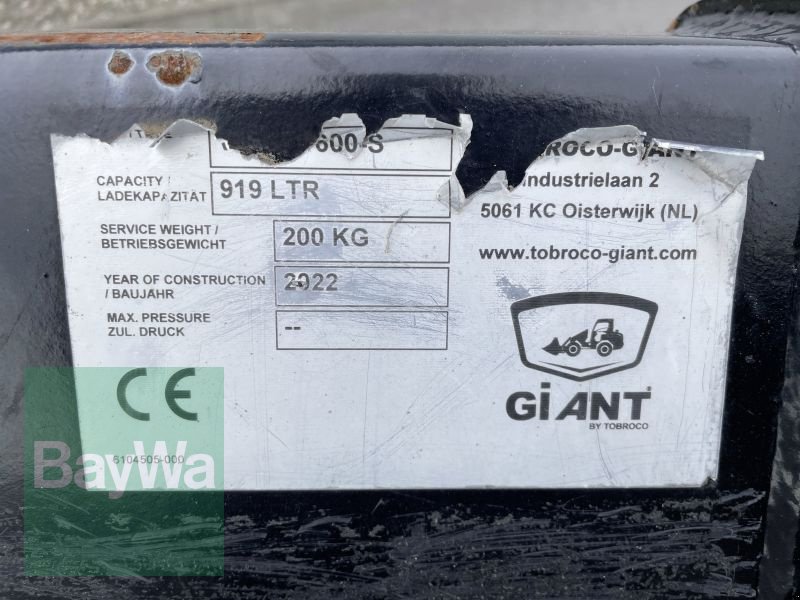 600-S
CAPACITY /
LADEKAPAZITÄT
919 LTR
SERVICE WEIGHT /
BETRIEBSGEWICHT
200 KG
YEAR OF CONSTRUCTION
/ BAUJAHR
2022
MAX. PRESSURE
ZUL. DRUCK
--
TOBROCO-GIANT
Industrielaan 2
5061 KC Oisterwijk (NL)
www.tobroco-giant.com
GiANT
BY TOBROCO
CE
6104505-000
BayWa